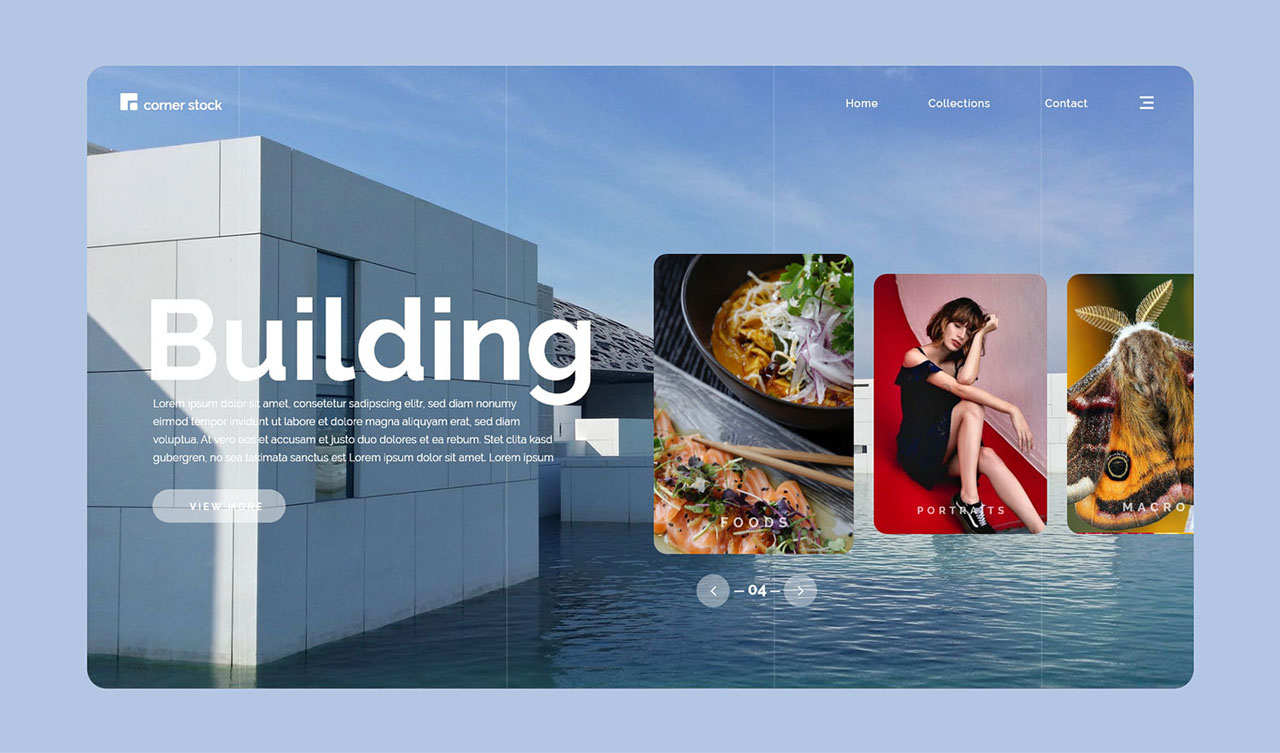 corner stock
Home Collections Contact
Building
Lorem ipsum dolor sit amet, consetetur sadipscing elitr, sed diam nonumy
eirmod tempor invidunt ut labore et dolore magna aliquyam erat, sed diam
voluptua. At vero eos et accusam et justo duo dolores et ea rebum. Stet clita kasd
gubergren, no sea takimata sanctus est Lorem ipsum dolor sit amet. Lorem ipsum
VIEW MORE
FOODS
PORTRAITS
MACRO
04